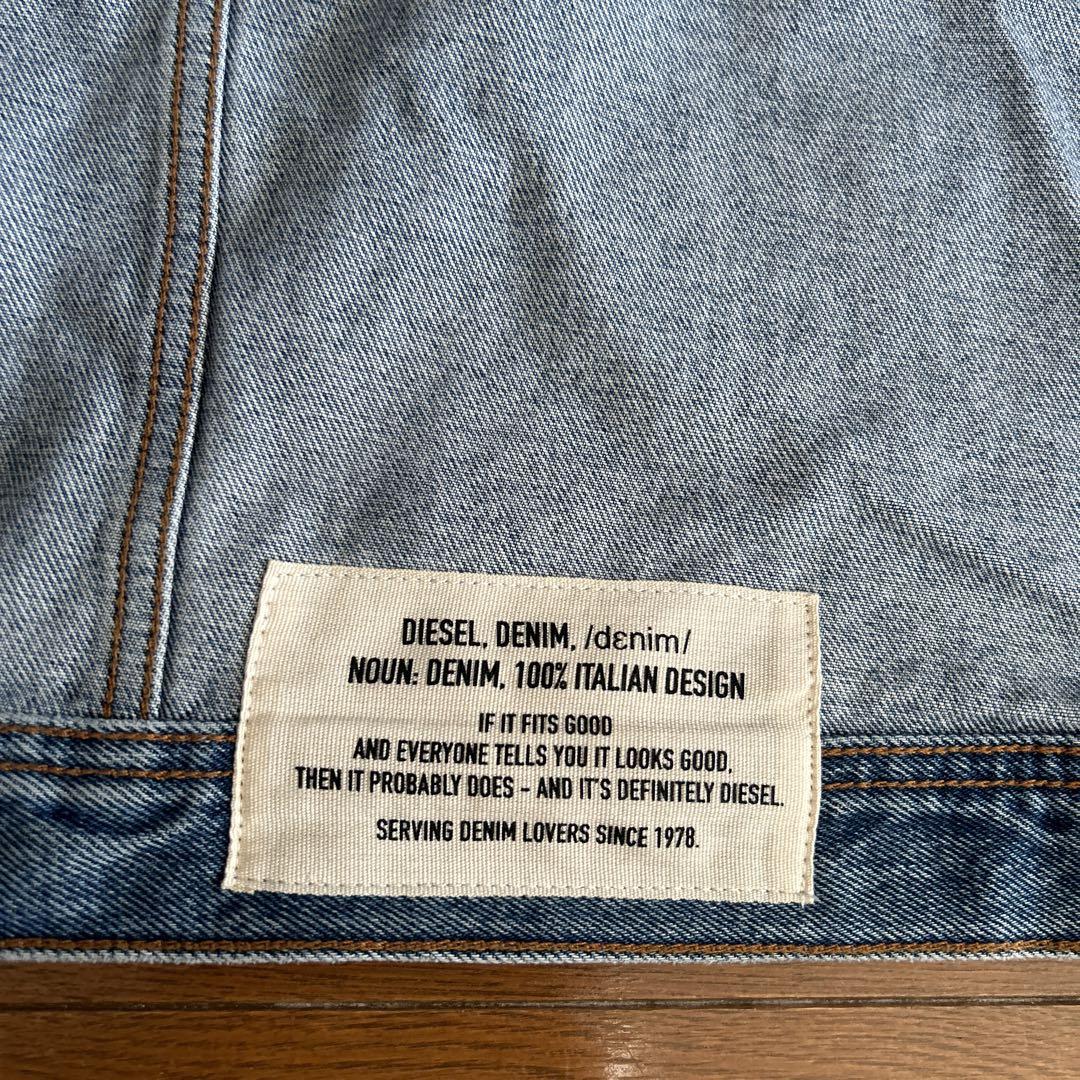 DIESEL, DENIM, /dɛnim/
NOUN: DENIM, 100% ITALIAN DESIGN
IF IT FITS GOOD
AND EVERYONE TELLS YOU IT LOOKS GOOD,
THEN IT PROBABLY DOES - AND IT'S DEFINITELY DIESEL.
SERVING DENIM LOVERS SINCE 1978.